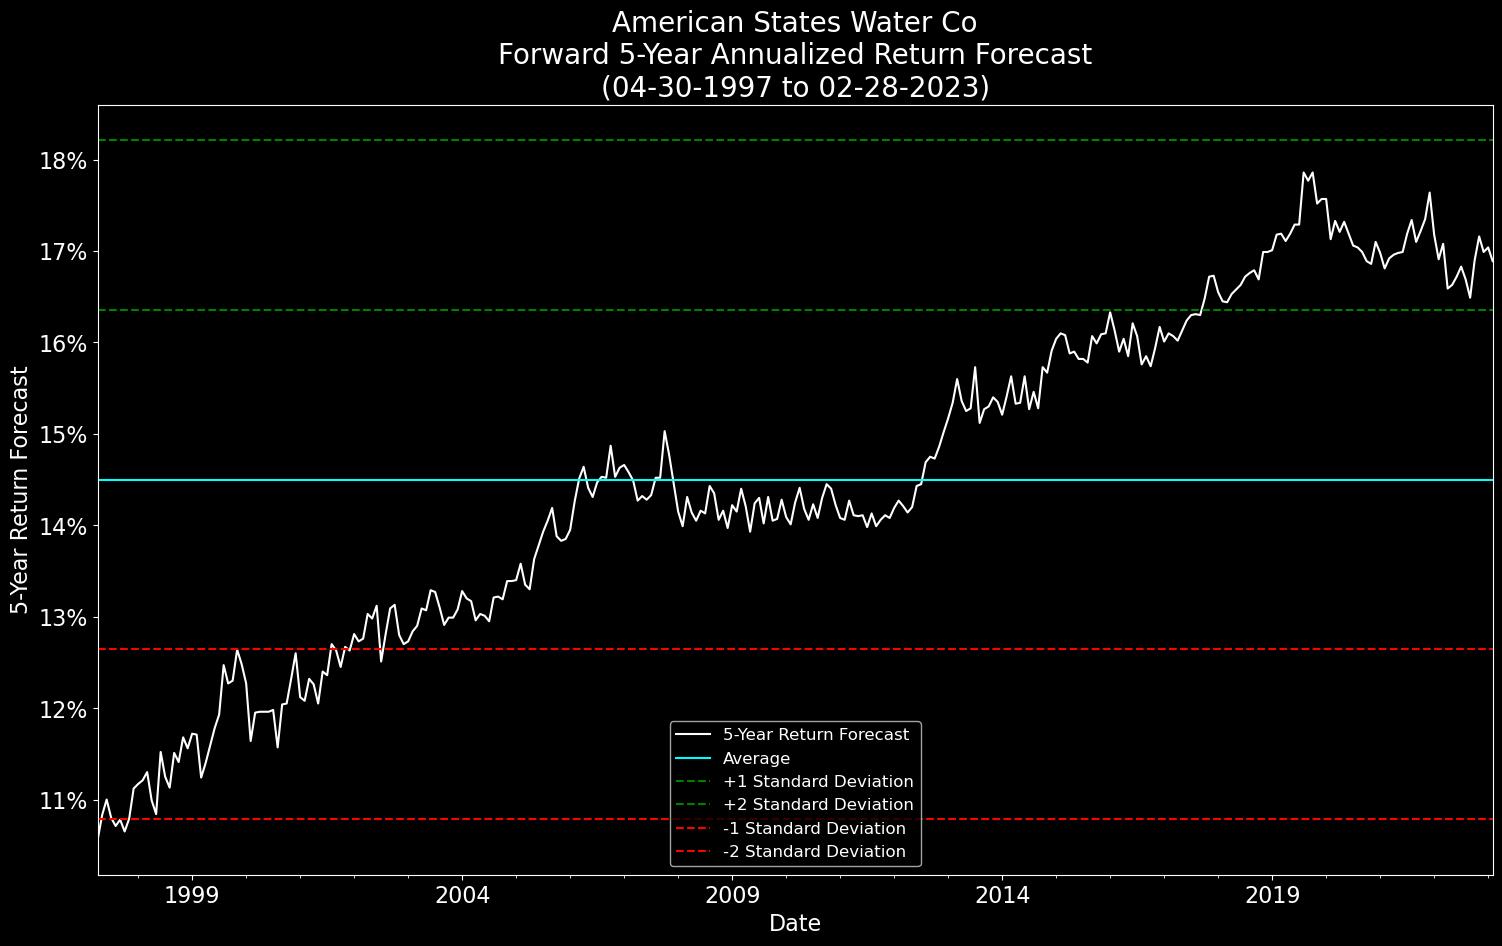 American States Water Co
Forward 5-Year Annualized Return Forecast
(04-30-1997 to 02-28-2023)
18%
17%
16%
15%
14%
13%
12%
11%
5-Year Return Forecast
5-Year Return Forecast
Average
+1 Standard Deviation
+2 Standard Deviation
-1 Standard Deviation
-2 Standard Deviation
1999 2004 2009 2014 2019
Date